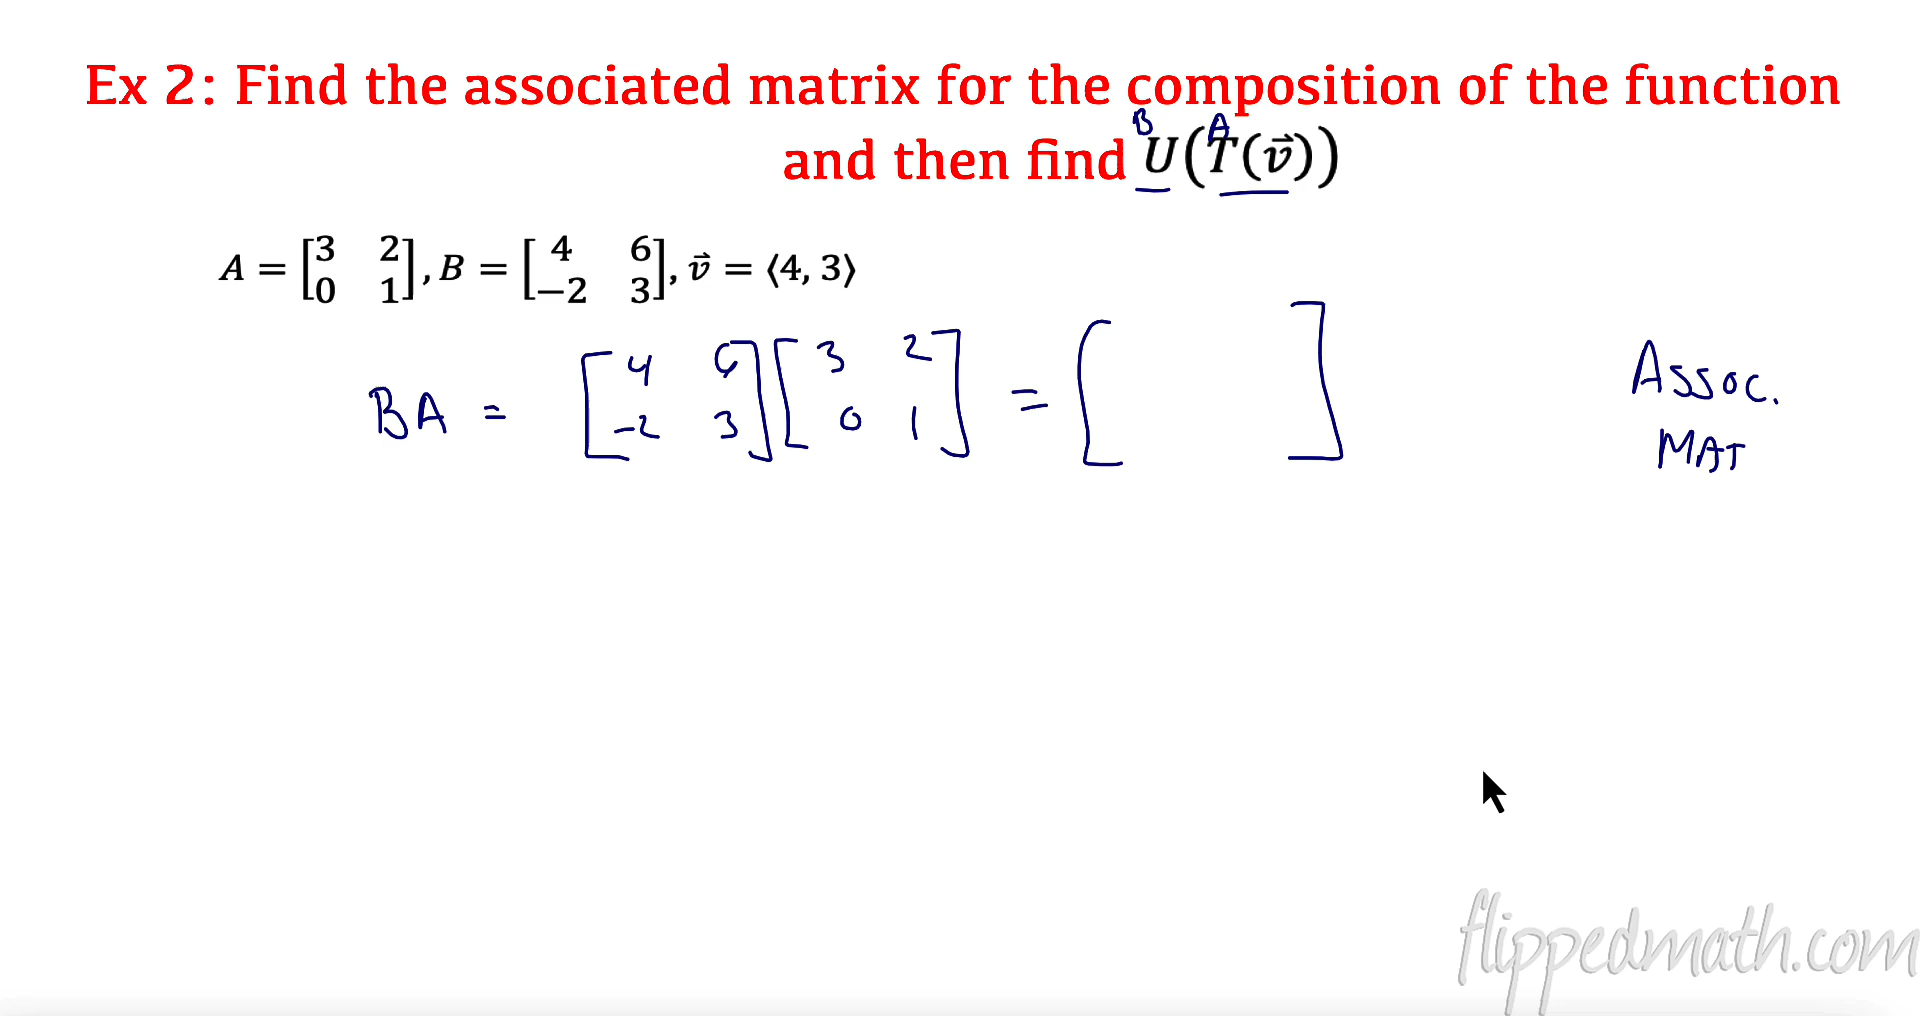 Ex 2: Find the associated matrix for the composition of the function
and then find U(T(v⃗))
B A
A = [3 2; 0 1], B = [4 6; −2 3], v⃗ = ⟨4, 3⟩
BA = [4 6; -2 3][3 2; 0 1] = [ ]
Assoc.
MAT
flippedmath.com